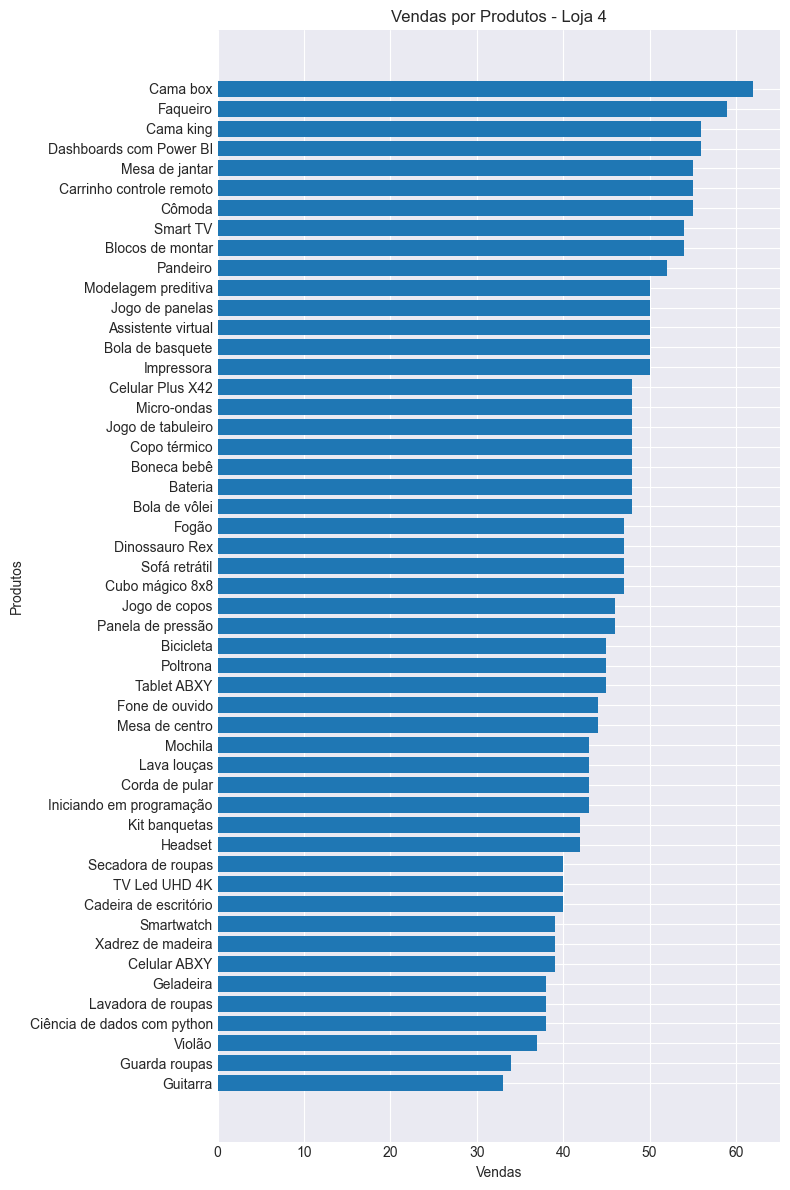 Vendas por Produtos - Loja 4
Produtos
Cama box
Faqueiro
Cama king
Dashboards com Power BI
Mesa de jantar
Carrinho controle remoto
Cômoda
Smart TV
Blocos de montar
Pandeiro
Modelagem preditiva
Jogo de panelas
Assistente virtual
Bola de basquete
Impressora
Celular Plus X42
Micro-ondas
Jogo de tabuleiro
Copo térmico
Boneca bebê
Bateria
Bola de vôlei
Fogão
Dinossauro Rex
Sofá retrátil
Cubo mágico 8x8
Jogo de copos
Panela de pressão
Bicicleta
Poltrona
Tablet ABXY
Fone de ouvido
Mesa de centro
Mochila
Lava louças
Corda de pular
Iniciando em programação
Kit banquetas
Headset
Secadora de roupas
TV Led UHD 4K
Cadeira de escritório
Smartwatch
Xadrez de madeira
Celular ABXY
Geladeira
Lavadora de roupas
Ciência de dados com python
Violão
Guarda roupas
Guitarra
0 10 20 30 40 50 60
Vendas